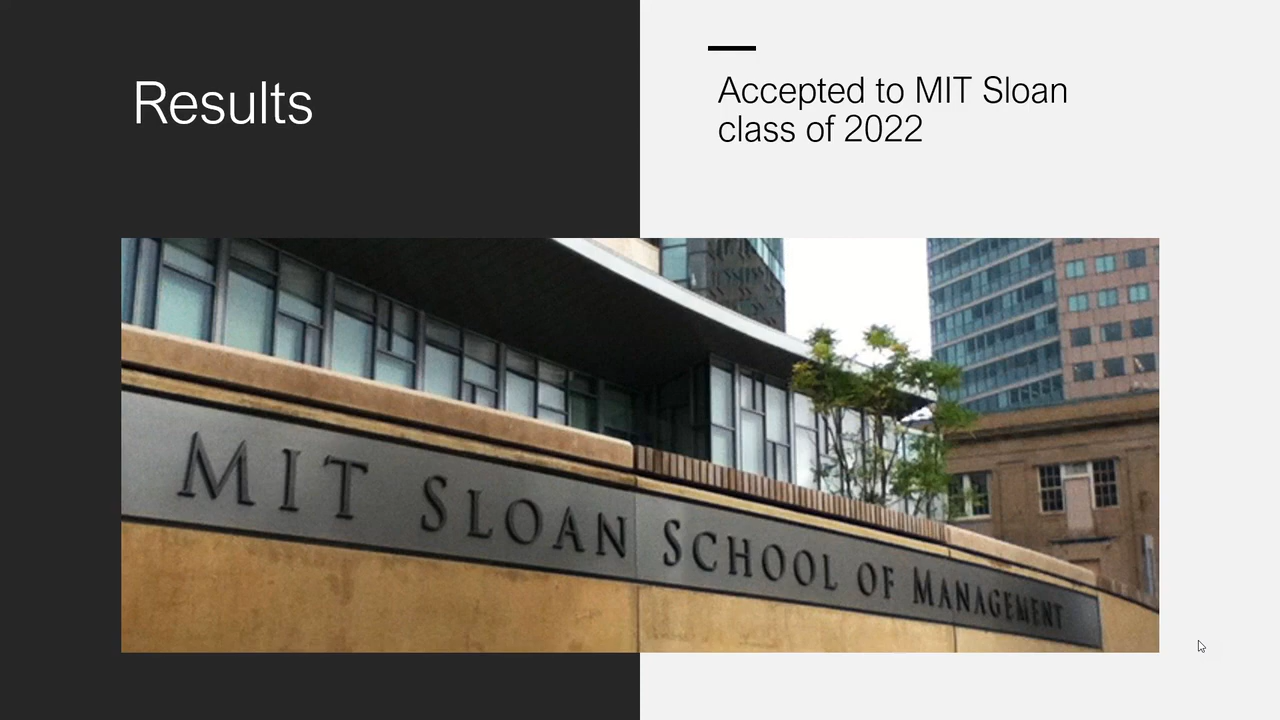 Results
Accepted to MIT Sloan
class of 2022
MIT SLOAN SCHOOL OF MANAGEMENT